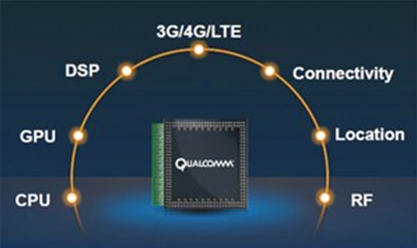 3G/4G/LTE
DSP
Connectivity
GPU
Location
QUALCOMM
CPU
RF